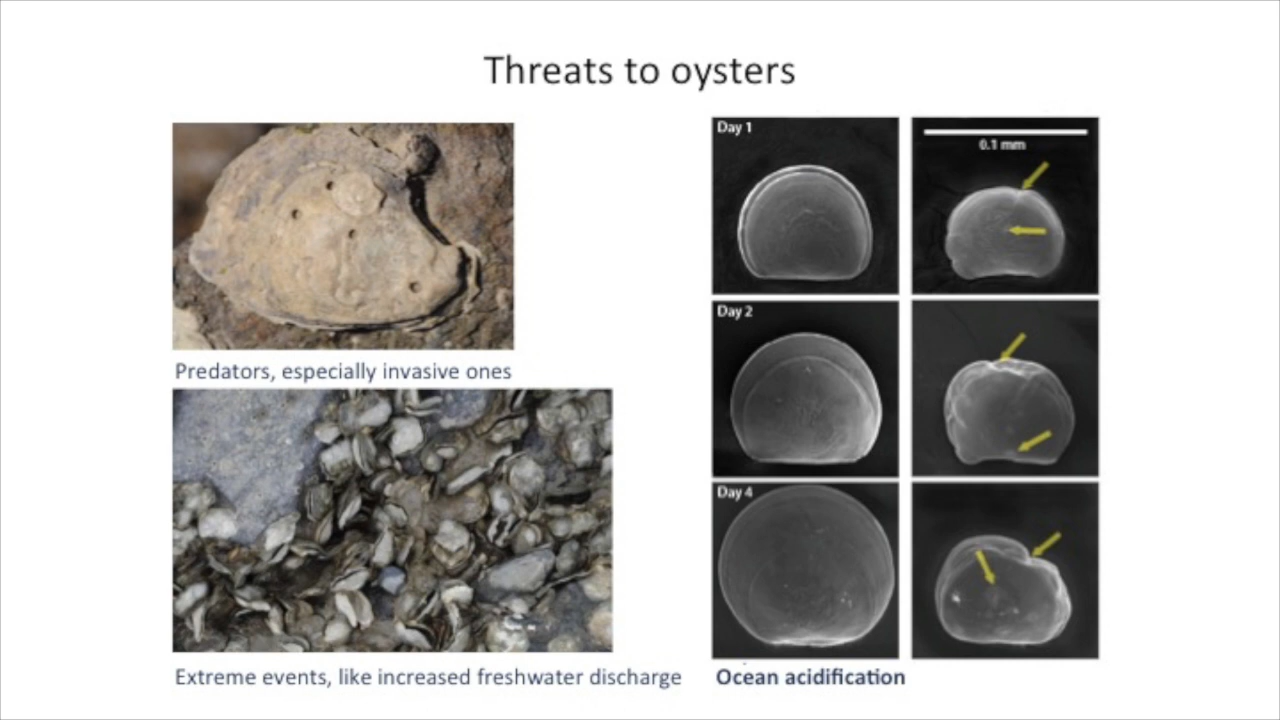 Threats to oysters
Predators, especially invasive ones
Extreme events, like increased freshwater discharge
Day 1
0.1 mm
Day 2
Day 4
Ocean acidification